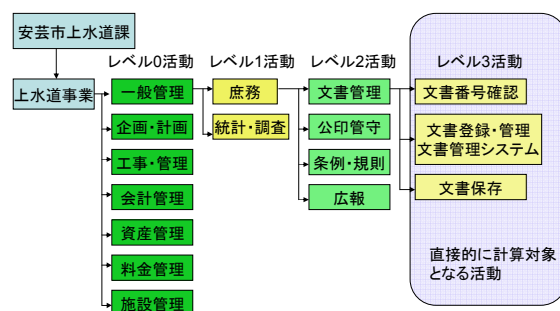 安芸市上水道課
上水道事業
レベル0活動
一般管理
企画・計画
工事・管理
会計管理
資産管理
料金管理
施設管理
レベル1活動
庶務
統計・調査
レベル2活動
文書管理
公印管守
条例・規則
広報
レベル3活動
文書番号確認
文書登録・管理
文書管理システム
文書保存
直接的に計算対象
となる活動